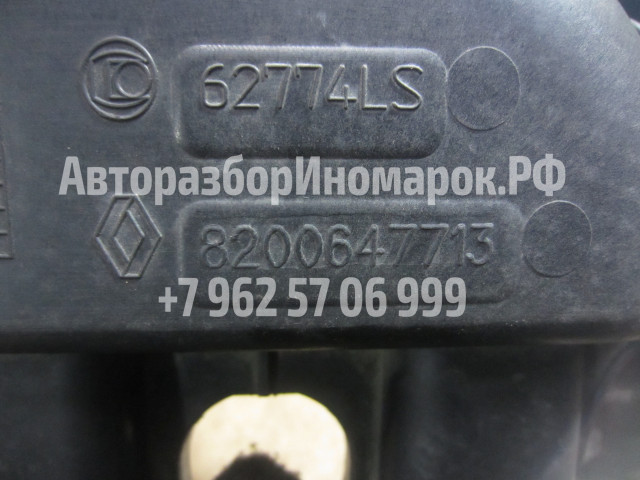 62774LS
АвторазборИномарок.РФ
8200647713
+7 962 57 06 999